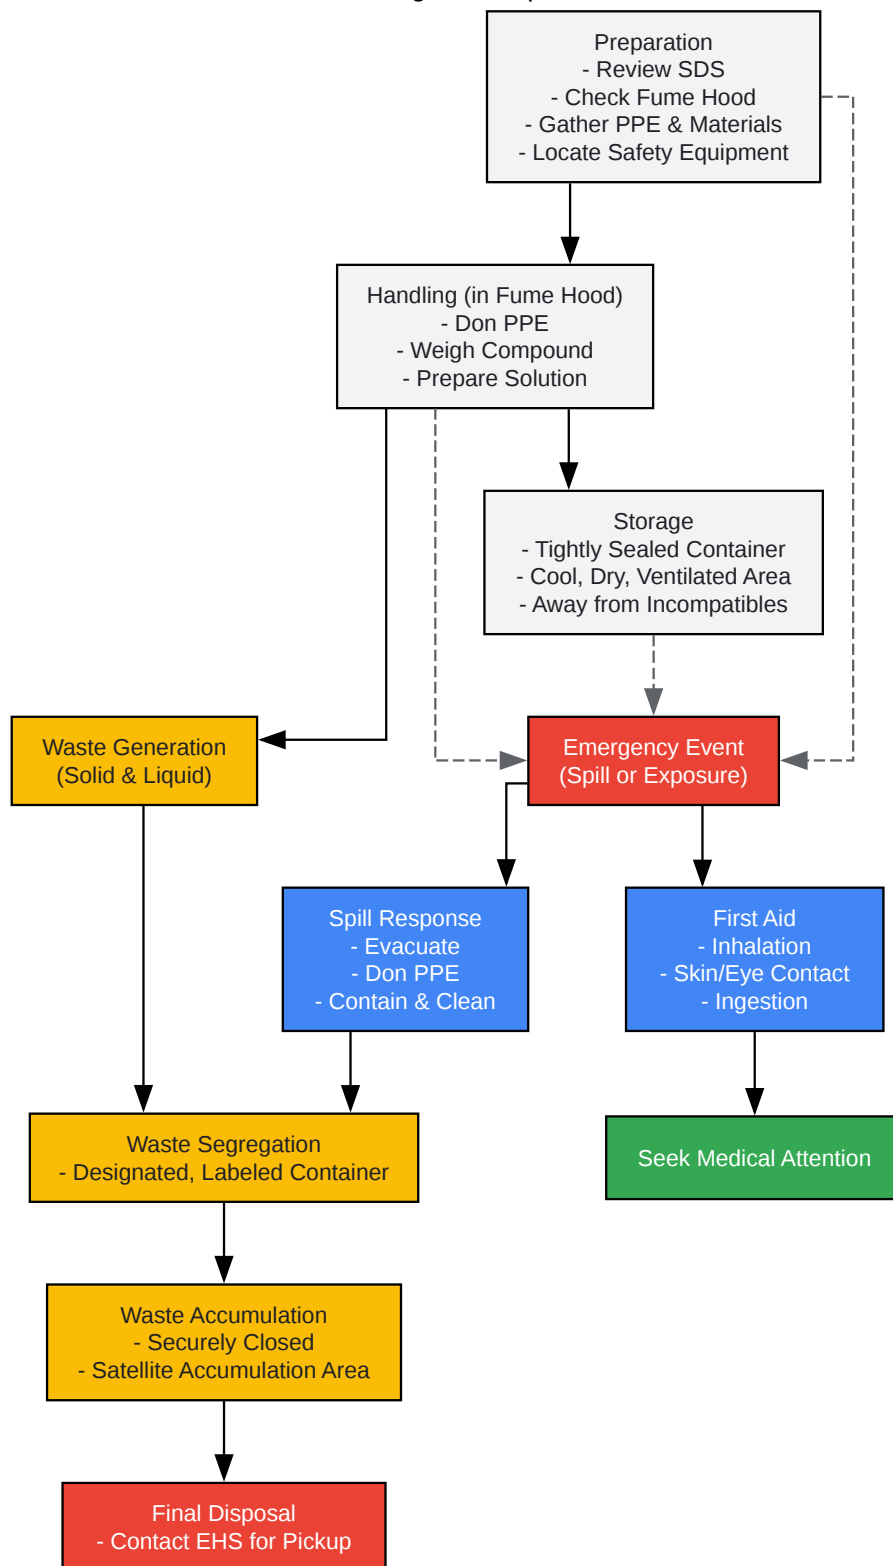 Preparation
- Review SDS
- Check Fume Hood
- Gather PPE & Materials
- Locate Safety Equipment
Handling (in Fume Hood)
- Don PPE
- Weigh Compound
- Prepare Solution
Storage
- Tightly Sealed Container
- Cool, Dry, Ventilated Area
- Away from Incompatibles
Waste Generation
(Solid & Liquid)
Emergency Event
(Spill or Exposure)
Spill Response
- Evacuate
- Don PPE
- Contain & Clean
First Aid
- Inhalation
- Skin/Eye Contact
- Ingestion
Waste Segregation
- Designated, Labeled Container
Seek Medical Attention
Waste Accumulation
- Securely Closed
- Satellite Accumulation Area
Final Disposal
- Contact EHS for Pickup